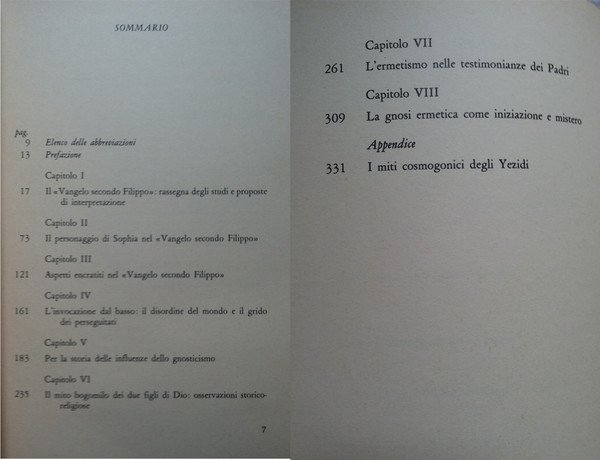 SOMMARIO
pag.
9 Elenco delle abbreviazioni
13 Prefazione
Capitolo I
17 Il «Vangelo secondo Filippo»: rassegna degli studi e proposte
di interpretazione
Capitolo II
73 Il personaggio di Sophia nel «Vangelo secondo Filippo»
Capitolo III
121 Aspetti encratiti nel «Vangelo secondo Filippo»
Capitolo IV
161 L'invocazione dal basso: il disordine del mondo e il grido
dei perseguitati
Capitolo V
183 Per la storia delle influenze dello gnosticismo
Capitolo VI
235 Il mito bogomilo dei due figli di Dio: osservazioni storico-
religiose
7
Capitolo VII
261 L'ermetismo nelle testimonianze dei Padri
Capitolo VIII
309 La gnosi ermetica come iniziazione e mistero
Appendice
331 I miti cosmogonici degli Yezidi